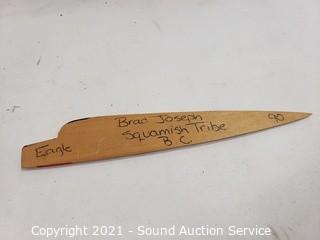 Brad Joseph
Squamish Tribe
B C
Eagle
90
Copyright 2021 - Sound Auction Service